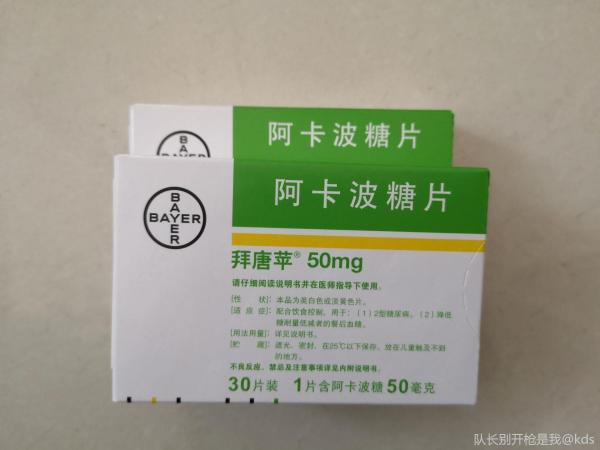 阿卡波糖片
BAYER
BAYER
阿卡波糖片
BAYER
BAYER
拜唐苹® 50mg
请仔细阅读说明书并在医师指导下使用。
[性　状]：本品为类白色或淡黄色片。
[适应症]：配合饮食控制，用于：（1）2型糖尿病。（2）降低
糖耐量低减者的餐后血糖。
[用法用量]：详见说明书。
[贮　藏]：遮光、密封，在25℃以下保存。放在儿童触及不到
的地方。
不良反应、禁忌及注意事项详见内附说明书。
30片装 1片含阿卡波糖50毫克
队长别开枪是我@kds